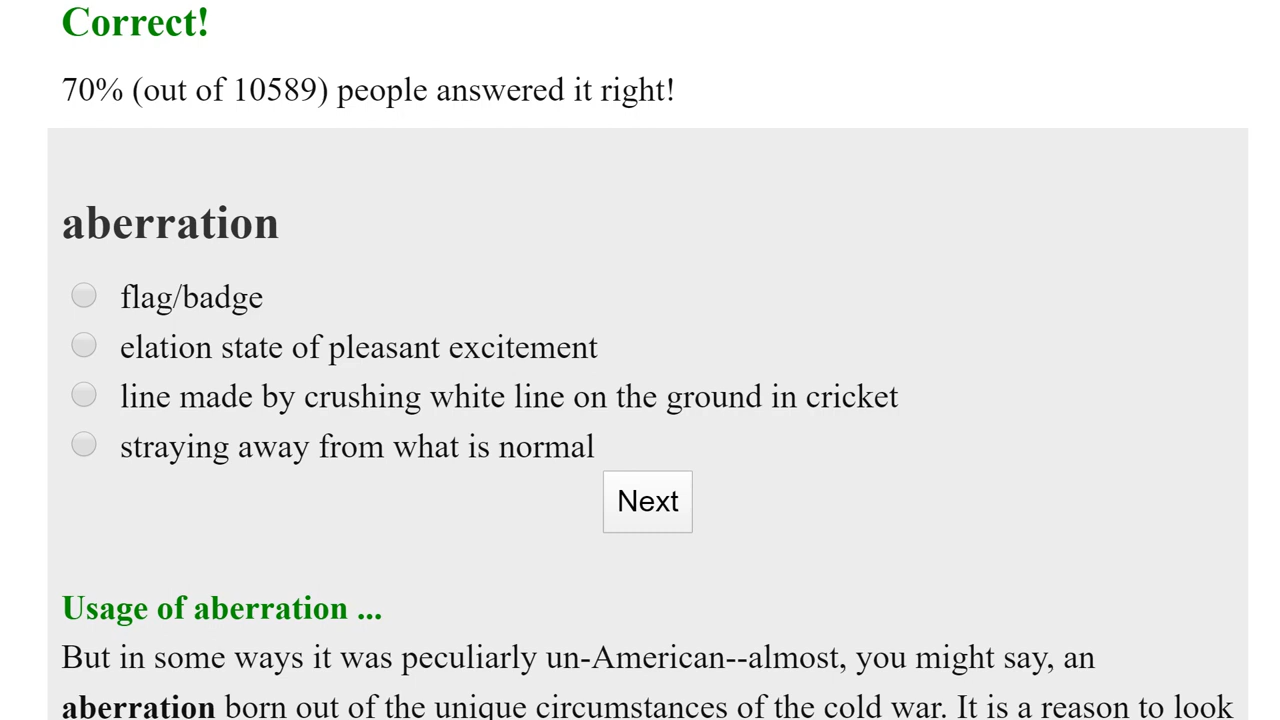 Correct!
70% (out of 10589) people answered it right!
aberration
flag/badge
elation state of pleasant excitement
line made by crushing white line on the ground in cricket
straying away from what is normal
Next
Usage of aberration ...
But in some ways it was peculiarly un-American--almost, you might say, an
aberration born out of the unique circumstances of the cold war. It is a reason to look